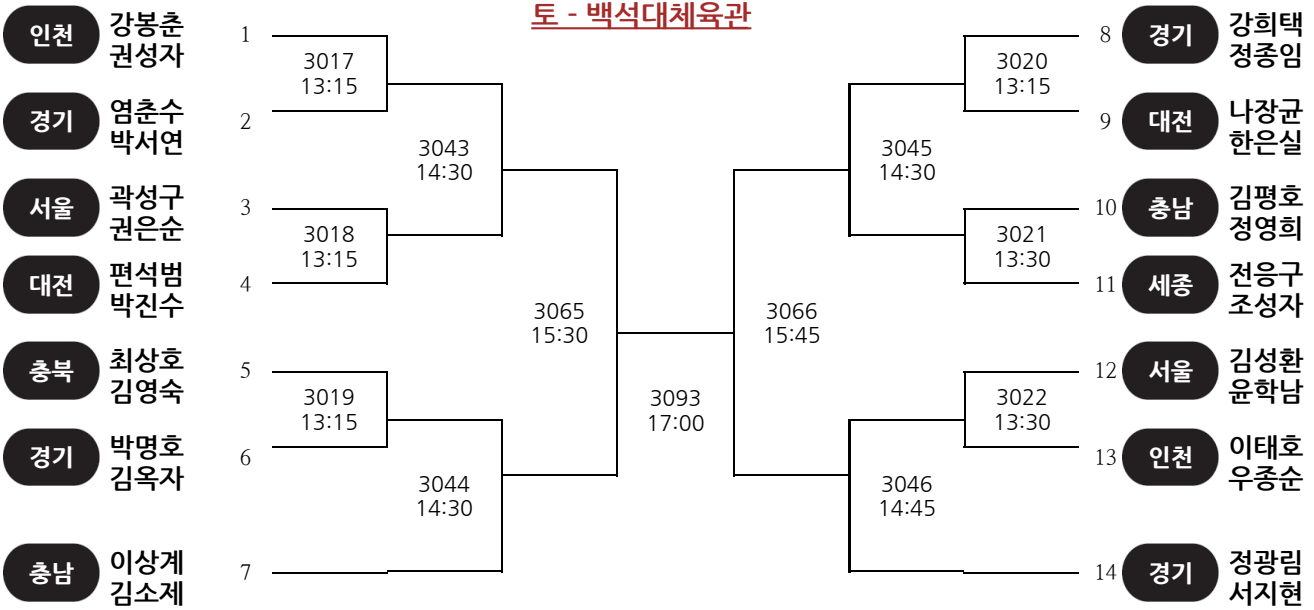 토 - 백석대체육관
인천 강봉춘 권성자 1
3017
13:15
경기 염춘수 박서연 2
3043
14:30
서울 곽성구 권은순 3
3018
13:15
대전 편석범 박진수 4
3065
15:30
충북 최상호 김영숙 5
3019
13:15
경기 박명호 김옥자 6
3044
14:30
충남 이상계 김소제 7
3093
17:00
8 경기 강희택 정종임
3020
13:15
9 대전 나장균 한은실
3045
14:30
10 충남 김평호 정영희
3021
13:30
11 세종 전응구 조성자
3066
15:45
12 서울 김성환 윤학남
3022
13:30
13 인천 이태호 우종순
3046
14:45
14 경기 정광림 서지현